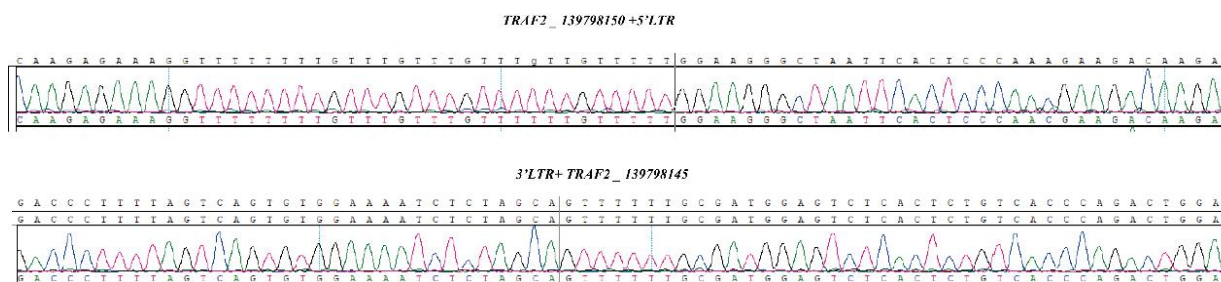 TRAF2 _ 139798150 +5'LTR
C A A G A G A A A G G T T T T T T T T G T T T G T T T G T T T Q T T G T T T T T G G A A G G G C T A A T T C A C T C C C A A A G A A G A C A A G A
C A A G A G A A A G G T T T T T T T T G T T T G T T T G T T T T T T G T T T T T G G A A G G G C T A A T T C A C T C C C A A C G A A G A C A A G A
3'LTR+ TRAF2 _ 139798145
G A C C C T T T T A G T C A G T G T G G A A A A T C T C T A G C A G T T T T T T G C G A T G G A G T C T C A C T C T G T C A C C C A G A C T G G A
G A C C C T T T T A G T C A G T G T G G A A A A T C T C T A G C A G T T T T T T G C G A T G G A G T C T C A C T C T G T C A C C C A G A C T G G A
G A C C C T T T T A G T C A G T G T G G A A A A T C T C T A G C A G T T T T T T G C G A T G G A G T C T C A C T C T G T C A C C C A G A C T G G A